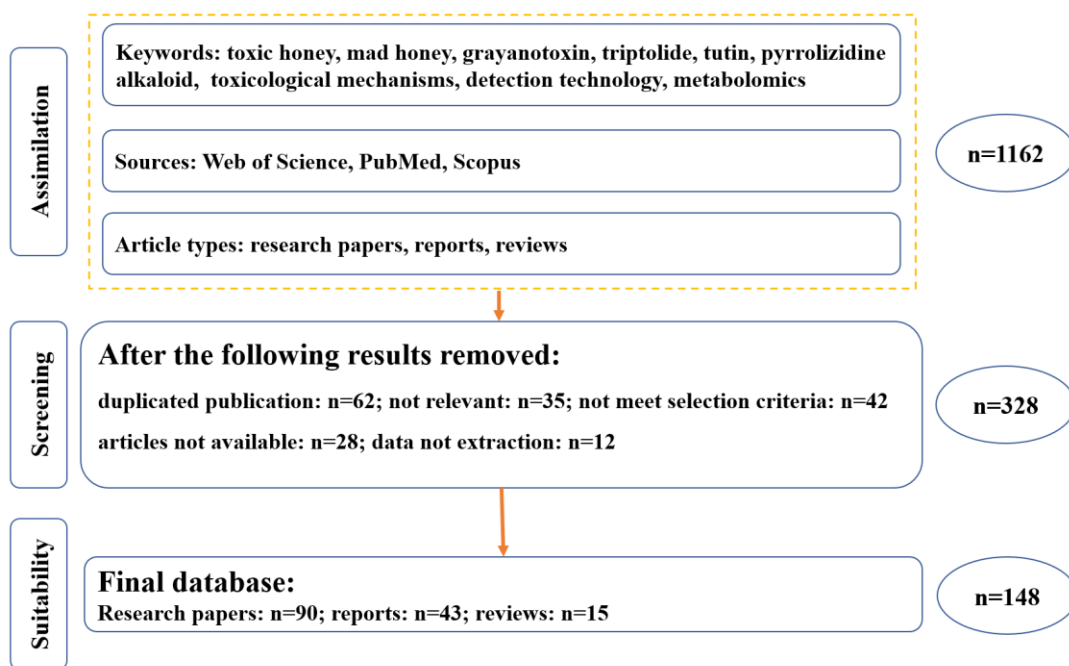 Assimilation
Keywords: toxic honey, mad honey, grayanotoxin, triptolide, tutin, pyrrolizidine
alkaloid, toxicological mechanisms, detection technology, metabolomics
Sources: Web of Science, PubMed, Scopus
Article types: research papers, reports, reviews
n=1162
Screening
After the following results removed:
duplicated publication: n=62; not relevant: n=35; not meet selection criteria: n=42
articles not available: n=28; data not extraction: n=12
n=328
Suitability
Final database:
Research papers: n=90; reports: n=43; reviews: n=15
n=148